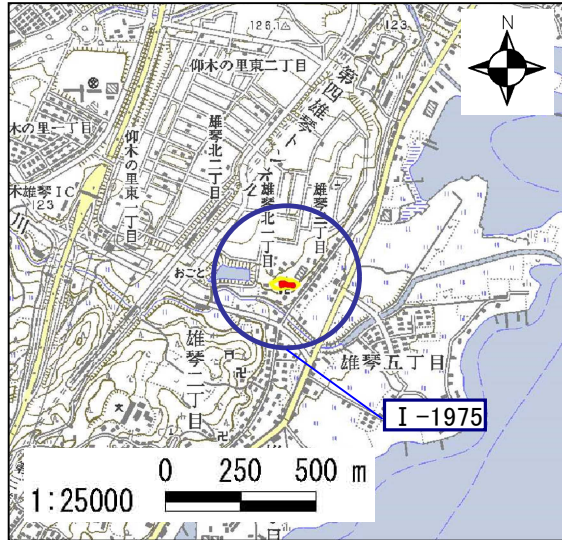 126.1
123
N
仰木の里東二丁目
第四雄琴トンネル
木の里一丁目
仰木の里東一丁目
雄琴北二丁目
雄琴北一丁目
雄琴一丁目
木雄琴IC
123
川
おごと
雄琴二丁目
雄琴五丁目
Ⅰ-1975
0 250 500 m
1:25000